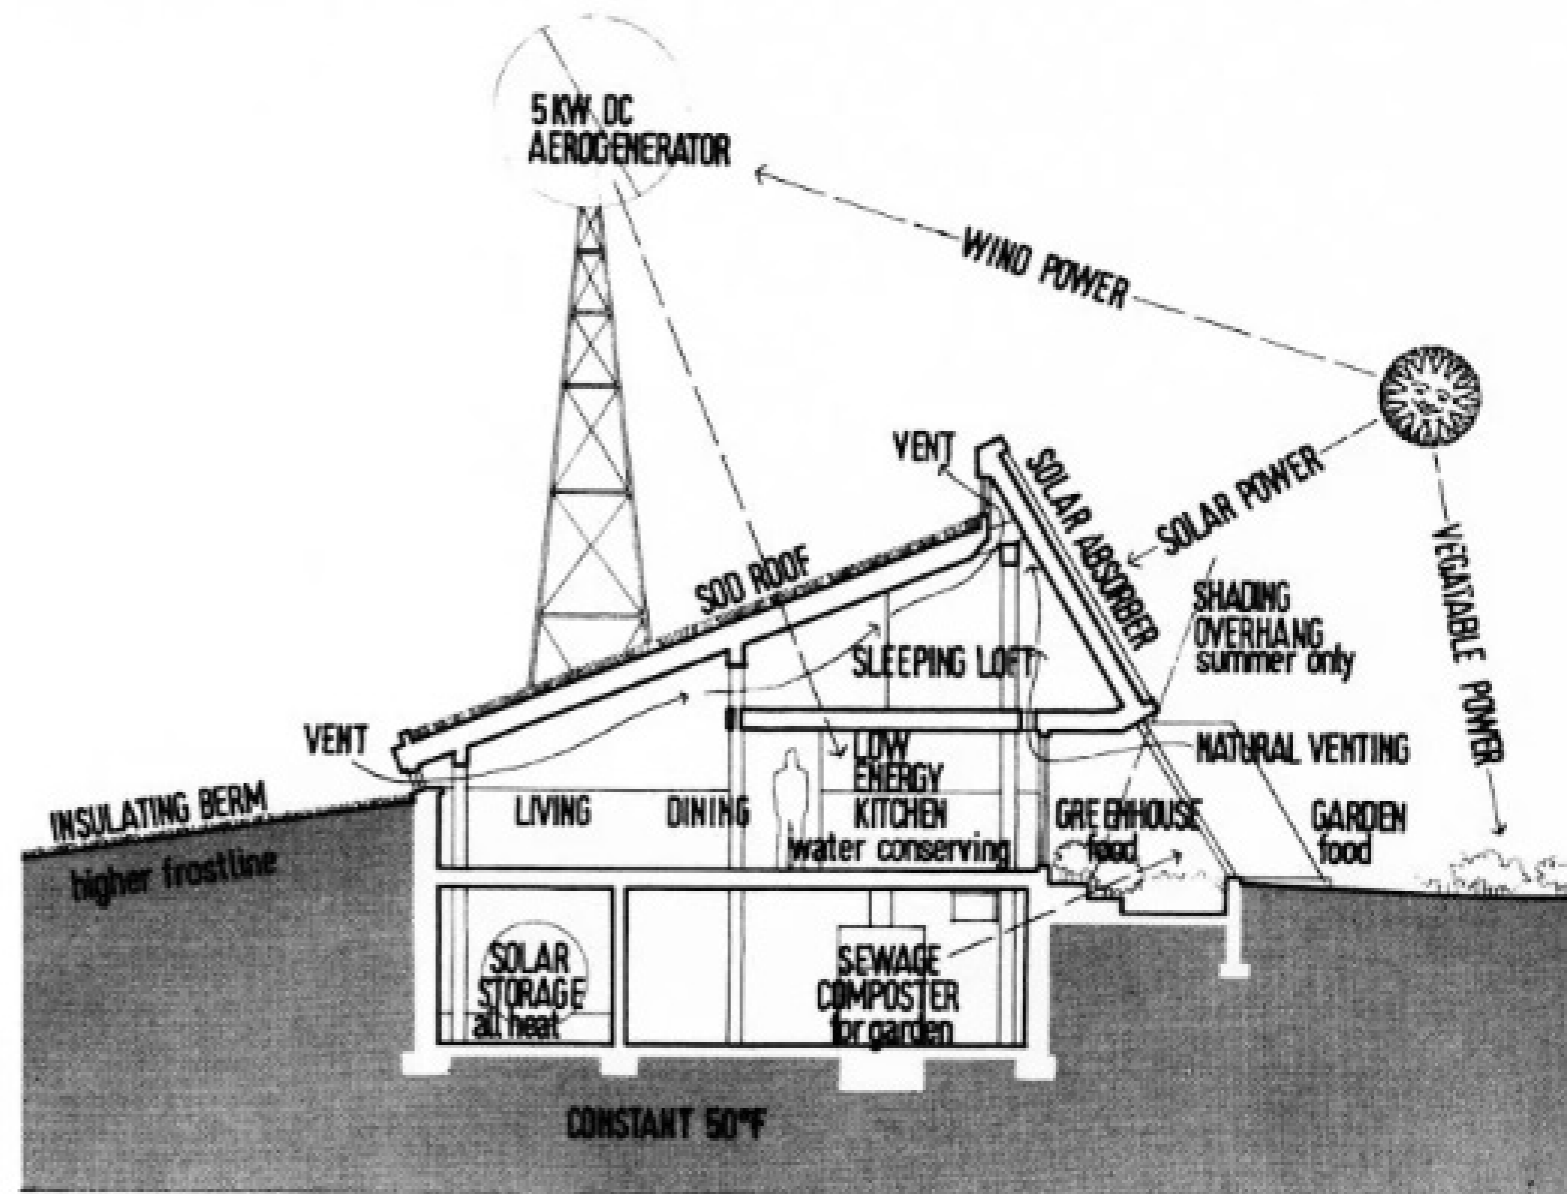 5 KW DC
AEROGENERATOR
WIND POWER
VENT
SOLAR ABSORBER
SOLAR POWER
VEGATABLE POWER
SOD ROOF
SHADING
OVERHANG
summer only
SLEEPING LOFT
VENT
LOW
ENERGY
KITCHEN
water conserving
NATURAL VENTING
INSULATING BERM
higher frostline
LIVING
DINING
GREENHOUSE
food
GARDEN
food
SOLAR
STORAGE
all heat
SEWAGE
COMPOSTER
for garden
CONSTANT 50°F